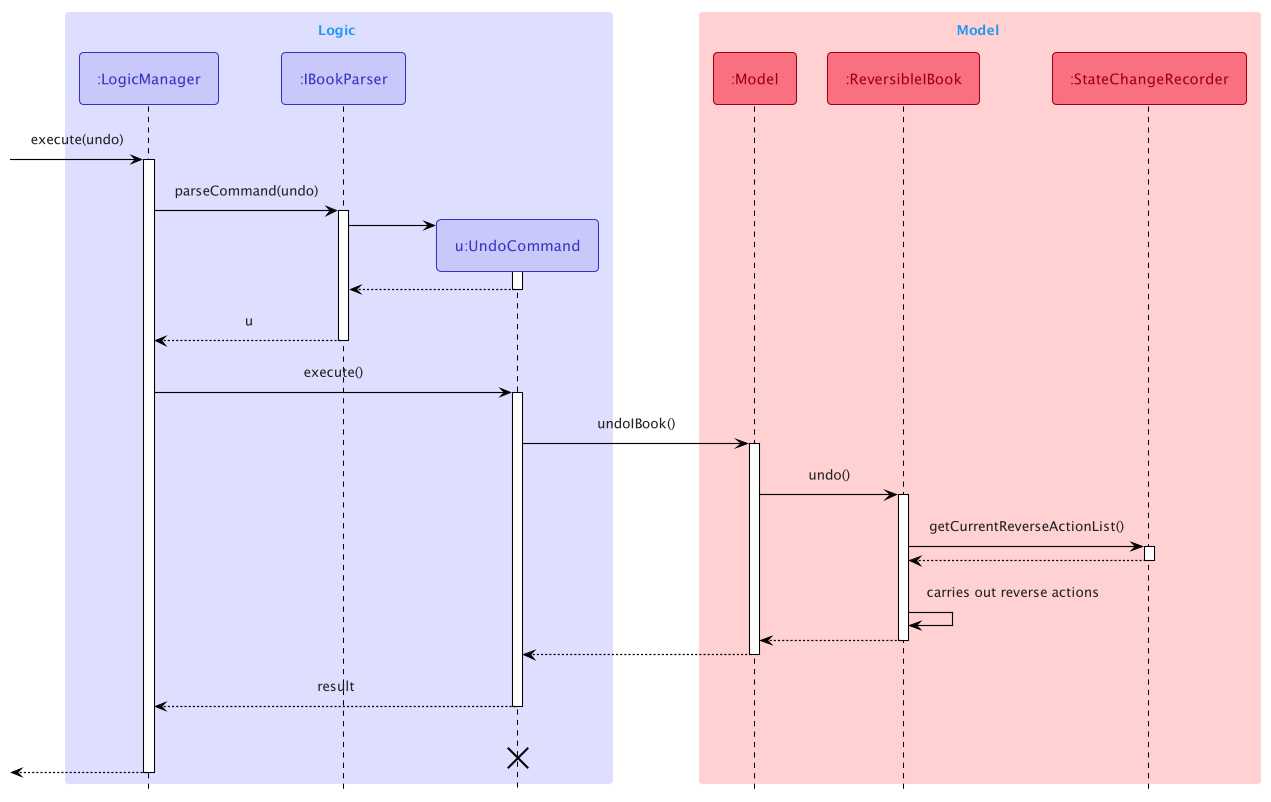 Logic
Model
:LogicManager
:IBookParser
:Model
:ReversibleIBook
:StateChangeRecorder
execute(undo)
parseCommand(undo)
u:UndoCommand
u
execute()
undoIBook()
undo()
getCurrentReverseActionList()
carries out reverse actions
result